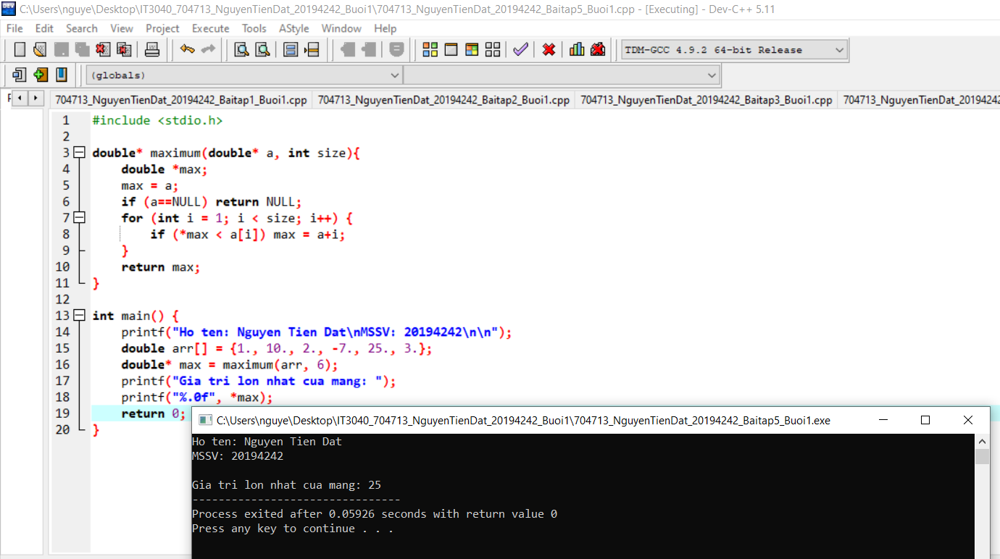 C:\Users\nguye\Desktop\IT3040_704713_NguyenTienDat_20194242_Buoi1\704713_NguyenTienDat_20194242_Baitap5_Buoi1.cpp - [Executing] - Dev-C++ 5.11
File Edit Search View Project Execute Tools AStyle Window Help
TDM-GCC 4.9.2 64-bit Release
(globals)
704713_NguyenTienDat_20194242_Baitap1_Buoi1.cpp 704713_NguyenTienDat_20194242_Baitap2_Buoi1.cpp 704713_NguyenTienDat_20194242_Baitap3_Buoi1.cpp 704713_NguyenTienDat_2019424
1 #include <stdio.h>
2
3 double* maximum(double* a, int size){
4 double *max;
5 max = a;
6 if (a==NULL) return NULL;
7 for (int i = 1; i < size; i++) {
8 if (*max < a[i]) max = a+i;
9 }
10 return max;
11 }
12
13 int main() {
14 printf("Ho ten: Nguyen Tien Dat\nMSSV: 20194242\n\n");
15 double arr[] = {1., 10., 2., -7., 25., 3.};
16 double* max = maximum(arr, 6);
17 printf("Gia tri lon nhat cua mang: ");
18 printf("%.0f", *max);
19 return 0;
20 }
C:\Users\nguye\Desktop\IT3040_704713_NguyenTienDat_20194242_Buoi1\704713_NguyenTienDat_20194242_Baitap5_Buoi1.exe
Ho ten: Nguyen Tien Dat
MSSV: 20194242
Gia tri lon nhat cua mang: 25
--------------------------------
Process exited after 0.05926 seconds with return value 0
Press any key to continue . . .